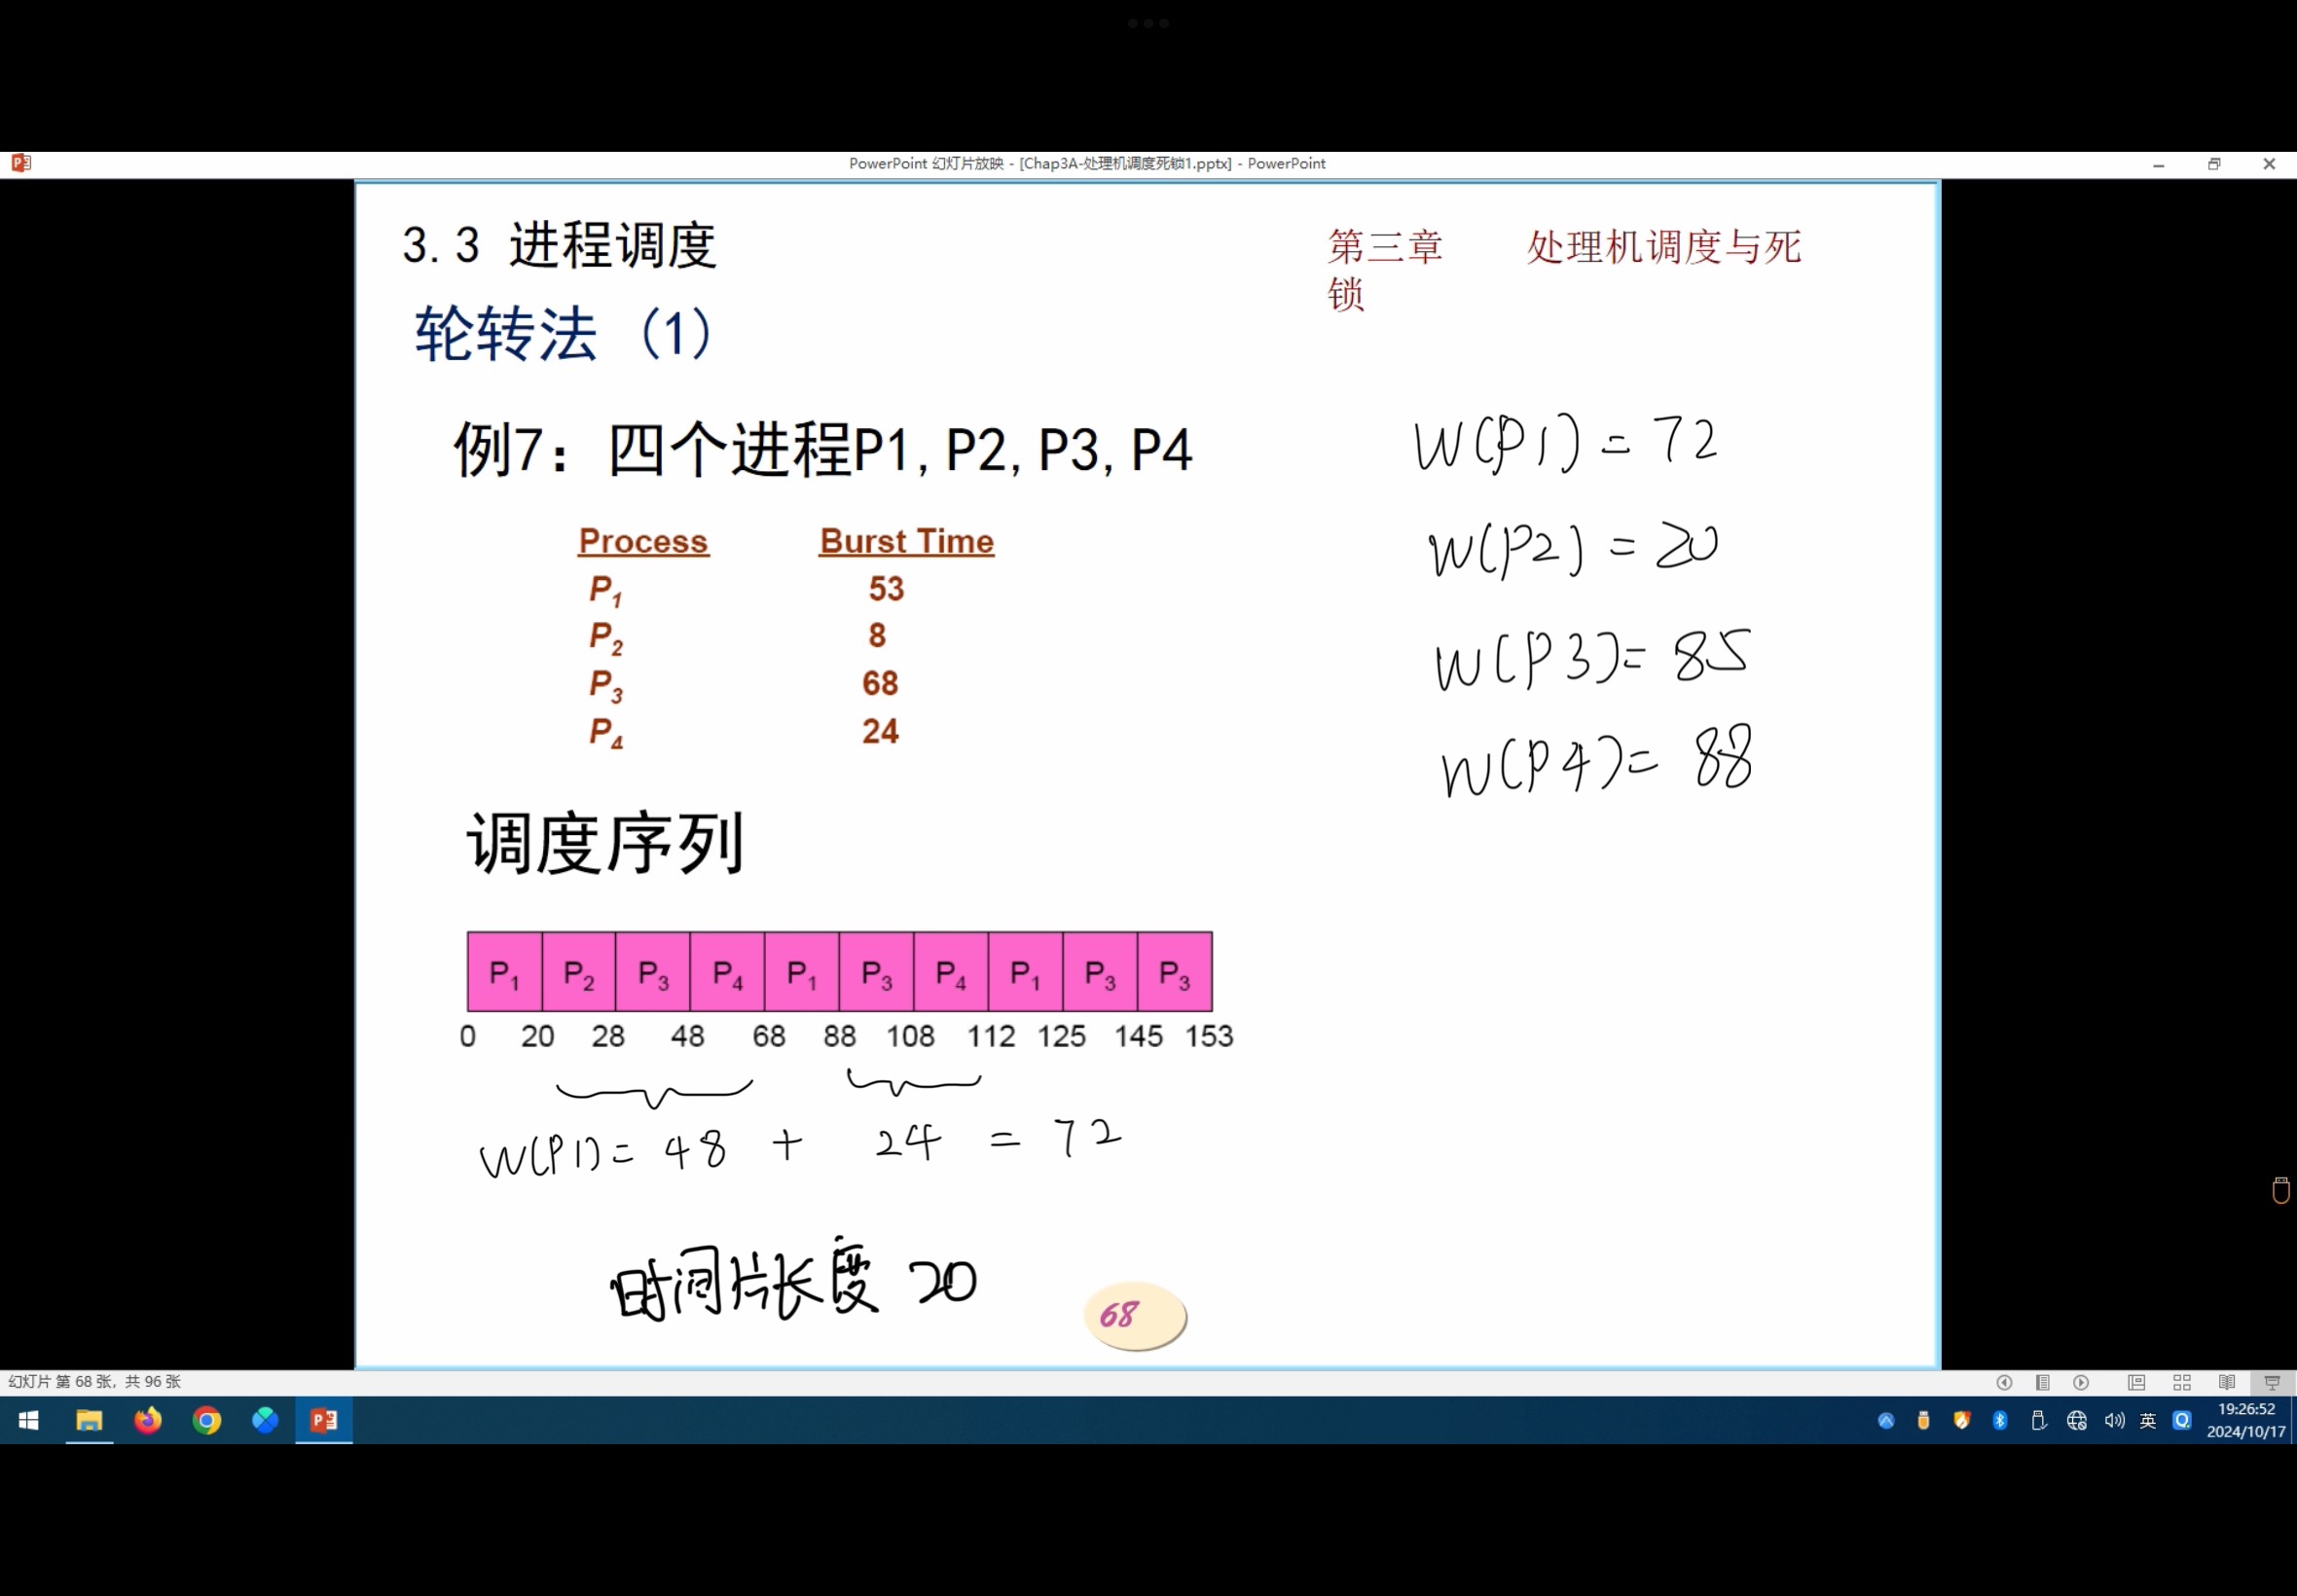 PowerPoint 幻灯片放映 - [Chap3A-处理机调度死锁1.pptx] - PowerPoint
3.3 进程调度
第三章 处理机调度与死
锁
轮转法 (1)
例7: 四个进程P1,P2,P3,P4
Process Burst Time
P1 53
P2 8
P3 68
P4 24
W(P1)=72
W(P2)=20
W(P3)=85
W(P4)=88
调度序列
P1 P2 P3 P4 P1 P3 P4 P1 P3 P3
0 20 28 48 68 88 108 112 125 145 153
W(P1)= 48 + 24 = 72
时间片长度 20
68
幻灯片 第 68 张,共 96 张
英
19:26:52
2024/10/17